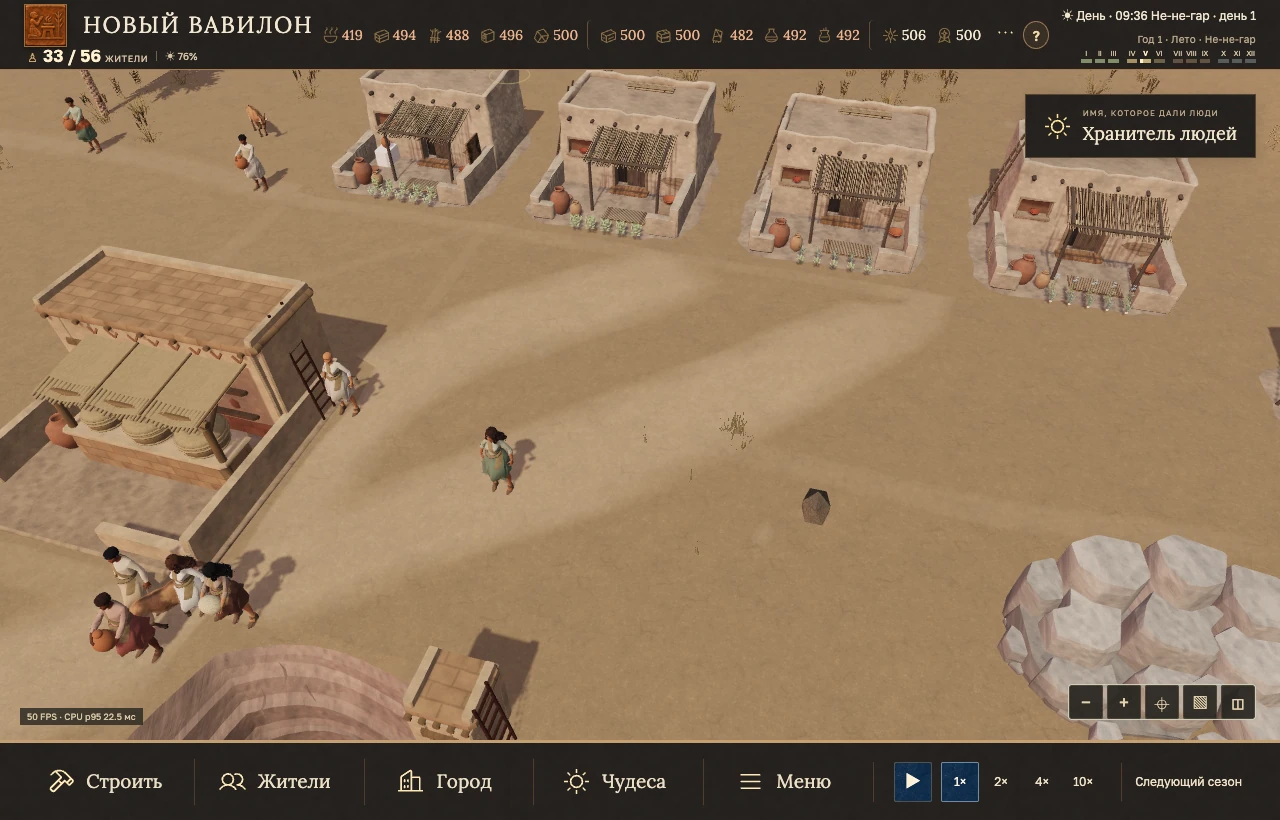 НОВЫЙ ВАВИЛОН
419 494 488 496 500 500 500 482 492 492 506 500 ··· ?
День · 09:36 Не-не-гар · день 1
33 / 56 ЖИТЕЛИ 76%
Год 1 · Лето · Не-не-гар
I II III IV V VI VII VIII IX X XI XII
ИМЯ, КОТОРОЕ ДАЛИ ЛЮДИ
Хранитель людей
50 FPS · CPU p95 22.5 мс
− +
Строить Жители Город Чудеса Меню 1× 2× 4× 10× Следующий сезон